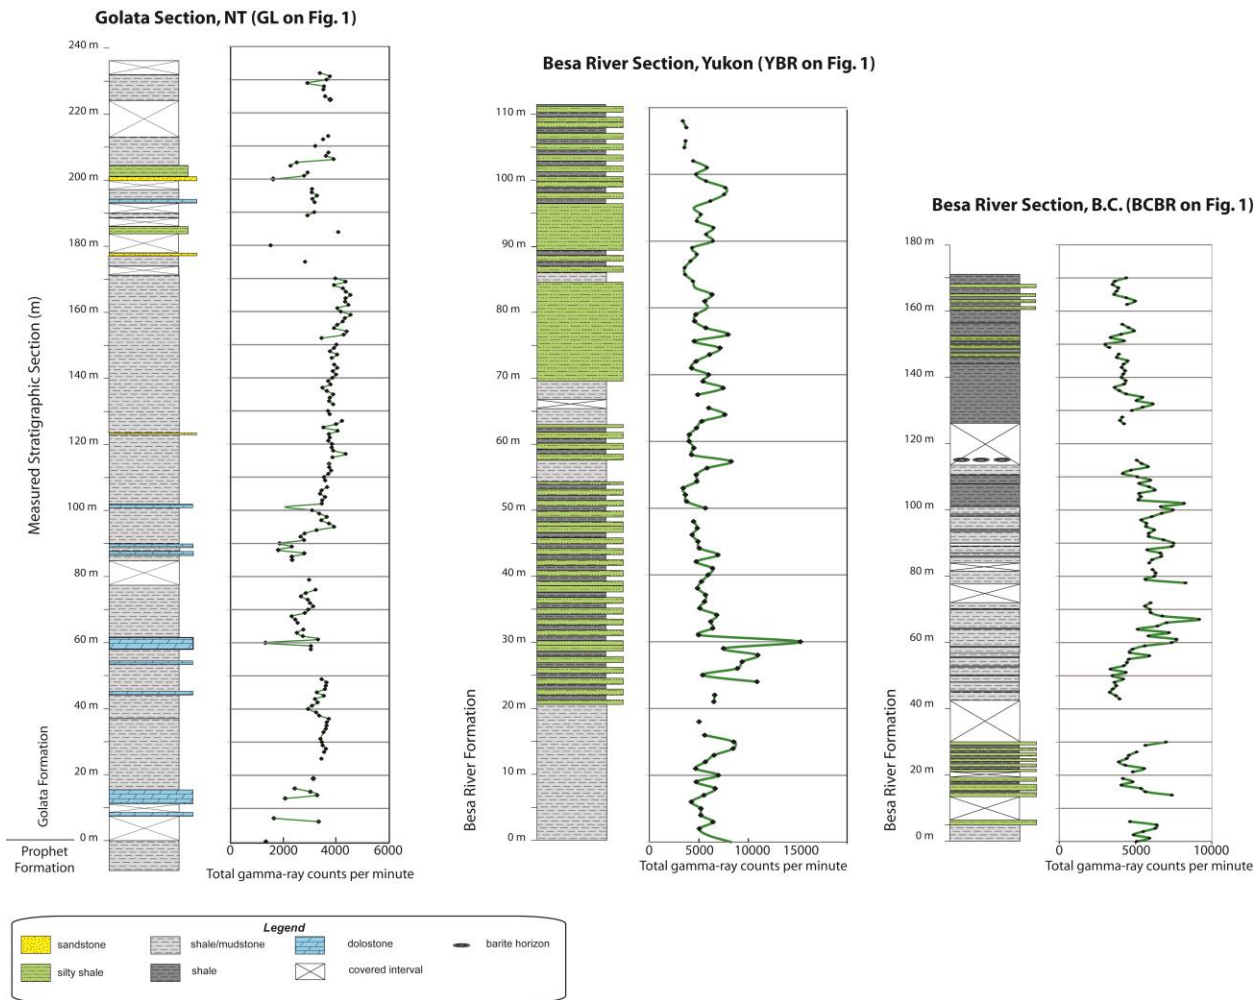 Golata Section, NT (GL on Fig. 1)
240 m
220 m
200 m
180 m
160 m
140 m
120 m
100 m
80 m
60 m
40 m
20 m
0 m
Measured Stratigraphic Section (m)
Golata Formation
Prophet
Formation
0 2000 4000 6000
Total gamma-ray counts per minute
Besa River Section, Yukon (YBR on Fig. 1)
110 m
100 m
90 m
80 m
70 m
60 m
50 m
40 m
30 m
20 m
10 m
0 m
Besa River Formation
0 5000 10000 15000
Total gamma-ray counts per minute
Besa River Section, B.C. (BCBR on Fig. 1)
180 m
160 m
140 m
120 m
100 m
80 m
60 m
40 m
20 m
0 m
Besa River Formation
0 5000 10000
Total gamma-ray counts per minute
Legend
sandstone shale/mudstone dolostone barite horizon
silty shale shale covered interval